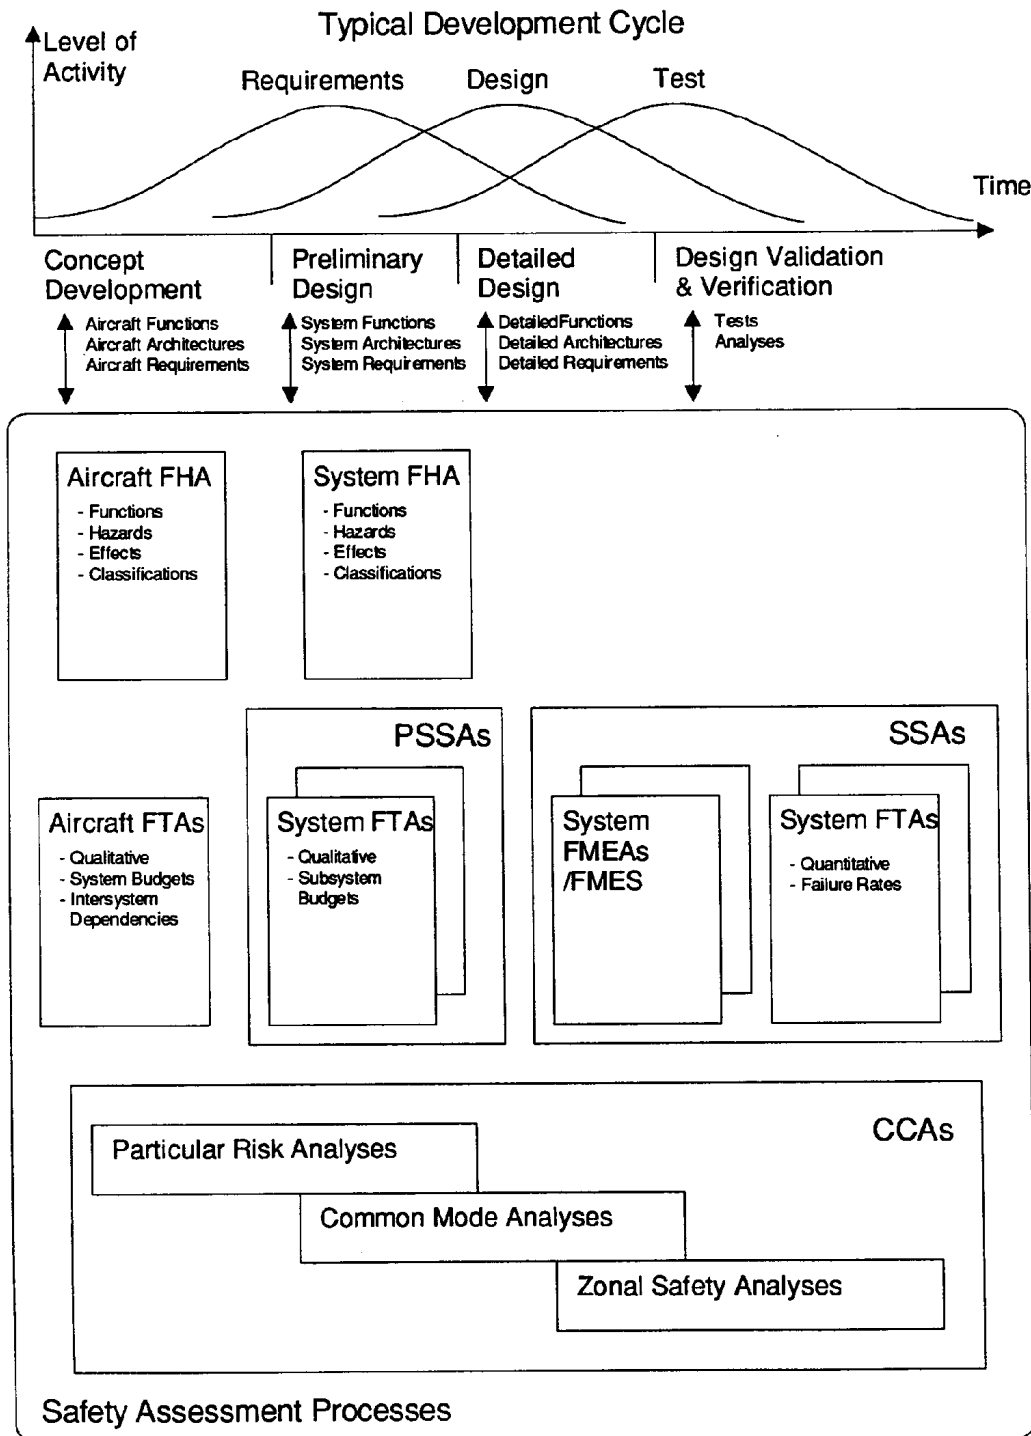 Typical Development Cycle
Level of
Activity
Requirements
Design
Test
Time
Concept
Development
Preliminary
Design
Detailed
Design
Design Validation
& Verification
Aircraft Functions
Aircraft Architectures
Aircraft Requirements
System Functions
System Architectures
System Requirements
Detailed Functions
Detailed Architectures
Detailed Requirements
Tests
Analyses
Aircraft FHA
- Functions
- Hazards
- Effects
- Classifications
System FHA
- Functions
- Hazards
- Effects
- Classifications
Aircraft FTAs
- Qualitative
- System Budgets
- Intersystem
Dependencies
PSSAs
System FTAs
- Qualitative
- Subsystem
Budgets
SSAs
System
FMEAs
/FMES
System FTAs
- Quantitative
- Failure Rates
CCAs
Particular Risk Analyses
Common Mode Analyses
Zonal Safety Analyses
Safety Assessment Processes